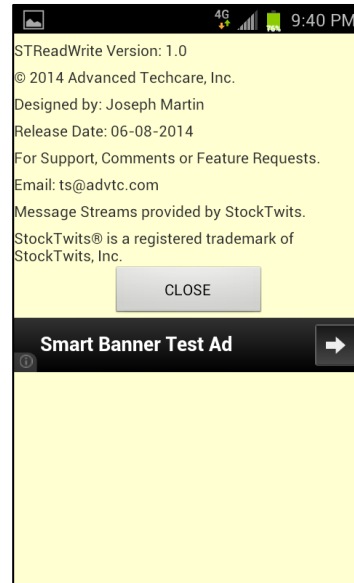 4G 76% 9:40 PM
STReadWrite Version: 1.0
© 2014 Advanced Techcare, Inc.
Designed by: Joseph Martin
Release Date: 06-08-2014
For Support, Comments or Feature Requests.
Email: ts@advtc.com
Message Streams provided by StockTwits.
StockTwits® is a registered trademark of
StockTwits, Inc.
CLOSE
Smart Banner Test Ad